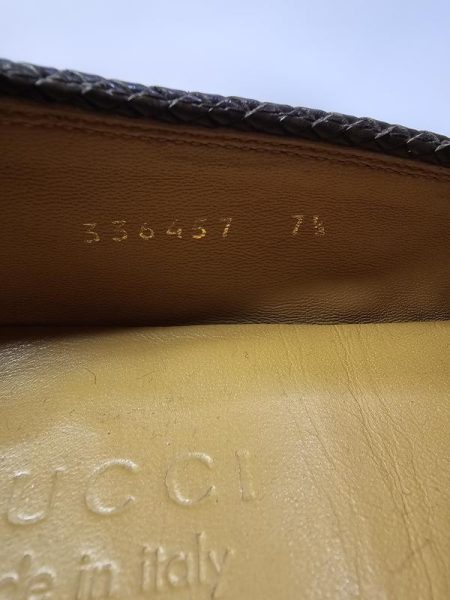 336457 7½
UCCI
de in italy